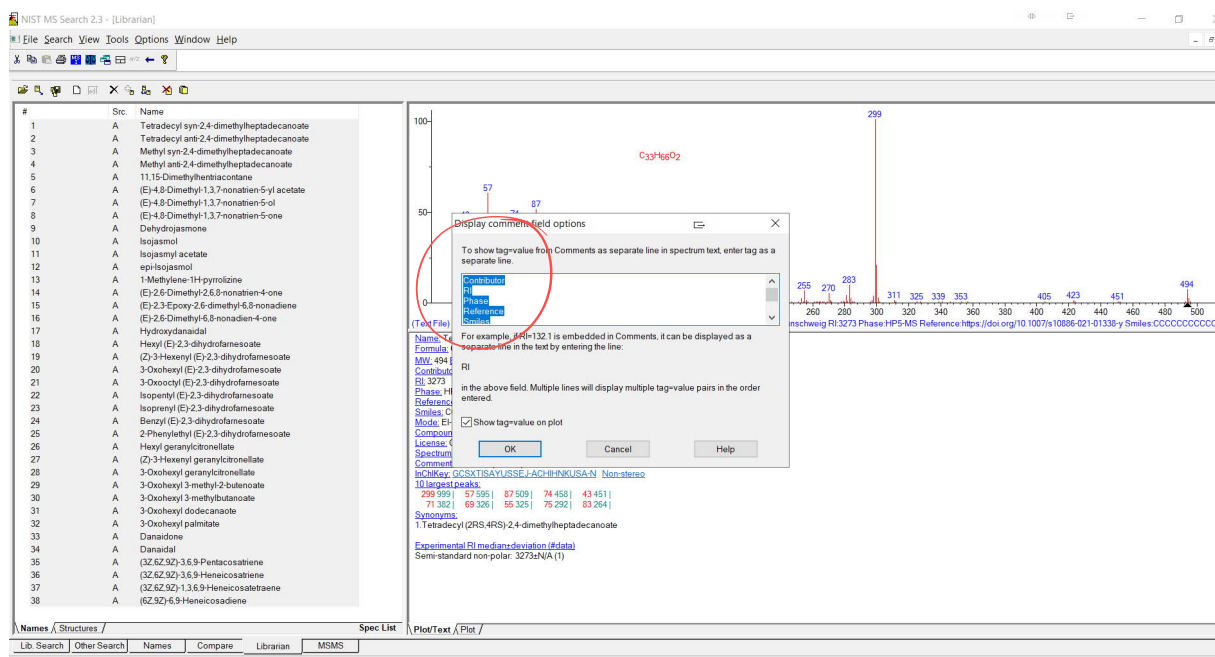 NIST MS Search 2.3 - [Librarian]
File Search View Tools Options Window Help
# Src. Name
1 A Tetradecyl syn-2,4-dimethylheptadecanoate
2 A Tetradecyl anti-2,4-dimethylheptadecanoate
3 A Methyl syn-2,4-dimethylheptadecanoate
4 A Methyl anti-2,4-dimethylheptadecanoate
5 A 11,15-Dimethylhentriacontane
6 A (E)-4,8-Dimethyl-1,3,7-nonatrien-5-yl acetate
7 A (E)-4,8-Dimethyl-1,3,7-nonatrien-5-ol
8 A (E)-4,8-Dimethyl-1,3,7-nonatrien-5-one
9 A Dehydrojasmone
10 A Isojasmol
11 A Isojasmyl acetate
12 A epi-Isojasmol
13 A 1-Methylene-1H-pyrrolizine
14 A (E)-2,6-Dimethyl-2,6,8-nonatrien-4-one
15 A (E)-2,3-Epoxy-2,6-dimethyl-6,8-nonadiene
16 A (E)-2,6-Dimethyl-6,8-nonadien-4-one
17 A Hydroxydanaidal
18 A Hexyl (E)-2,3-dihydrofarnesoate
19 A (Z)-3-Hexenyl (E)-2,3-dihydrofarnesoate
20 A 3-Oxohexyl (E)-2,3-dihydrofarnesoate
21 A 3-Oxooctyl (E)-2,3-dihydrofarnesoate
22 A Isopentyl (E)-2,3-dihydrofarnesoate
23 A Isoprenyl (E)-2,3-dihydrofarnesoate
24 A Benzyl (E)-2,3-dihydrofarnesoate
25 A 2-Phenylethyl (E)-2,3-dihydrofarnesoate
26 A Hexyl geranylcitronellate
27 A (Z)-3-Hexenyl geranylcitronellate
28 A 3-Oxohexyl geranylcitronellate
29 A 3-Oxohexyl 3-methyl-2-butenoate
30 A 3-Oxohexyl 3-methylbutanoate
31 A 3-Oxohexyl dodecanaote
32 A 3-Oxohexyl palmitate
33 A Danaidone
34 A Danaidal
35 A (3Z,6Z,9Z)-3,6,9-Pentacosatriene
36 A (3Z,6Z,9Z)-3,6,9-Heneicosatriene
37 A (3Z,6Z,9Z)-1,3,6,9-Heneicosatetraene
38 A (6Z,9Z)-6,9-Heneicosadiene
Names Structures Spec List
Lib. Search Other Search Names Compare Librarian MSMS
100 299
C33H66O2
57
87
50
0 255 270 283 311 325 339 353 405 423 451 494
260 280 300 320 340 360 380 400 420 440 460 480 500
(Text File) nschweig RI:3273 Phase:HP5-MS Reference:https://doi.org/10.1007/s10886-021-01338-y Smiles:CCCCCCCCCC
Display comment field options
To show tag=value from Comments as separate line in spectrum text, enter tag as a
separate line.
Contributor
RI
Phase
Reference
Smiles
For example, if RI=132.1 is embedded in Comments, it can be displayed as a
separate line in the text by entering the line:
RI
in the above field. Multiple lines will display multiple tag=value pairs in the order
entered.
Show tag=value on plot
OK Cancel Help
Name: Te
Formula:
MW: 494
Contributo
RI: 3273
Phase: H
Reference
Smiles: C
Mode: EI-
Compoun
License:
Spectrum
Comment
InChIKey: GCSXTISAYUSSEJ-ACHIHNKUSA-N Non-stereo
10 largest peaks:
299 999 | 57 595 | 87 509 | 74 458 | 43 451 |
71 382 | 69 326 | 55 325 | 75 292 | 83 264 |
Synonyms:
1.Tetradecyl (2RS,4RS)-2,4-dimethylheptadecanoate
Experimental RI median±deviation (#data)
Semi-standard non-polar: 3273±N/A (1)
Plot/Text Plot